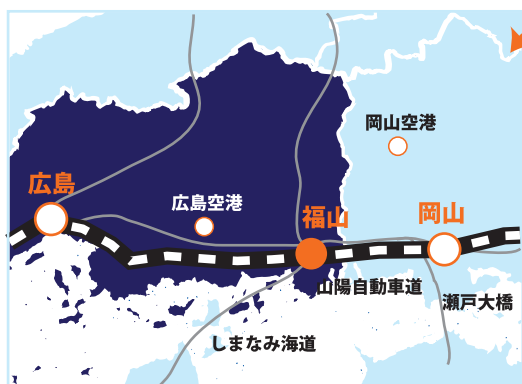 岡山空港
広島
広島空港
福山
岡山
山陽自動車道
瀬戸大橋
しまなみ海道